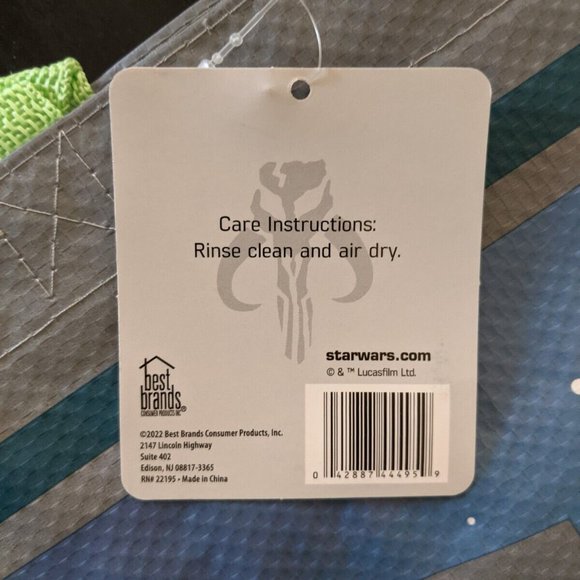 Care Instructions:
Rinse clean and air dry.
starwars.com
© & ™ Lucasfilm Ltd.
best
brands®
CONSUMER PRODUCTS INC
©2022 Best Brands Consumer Products, Inc.
2147 Lincoln Highway
Suite 402
Edison, NJ 08817-3365
RN# 22195 • Made in China
0 42887 44495 9